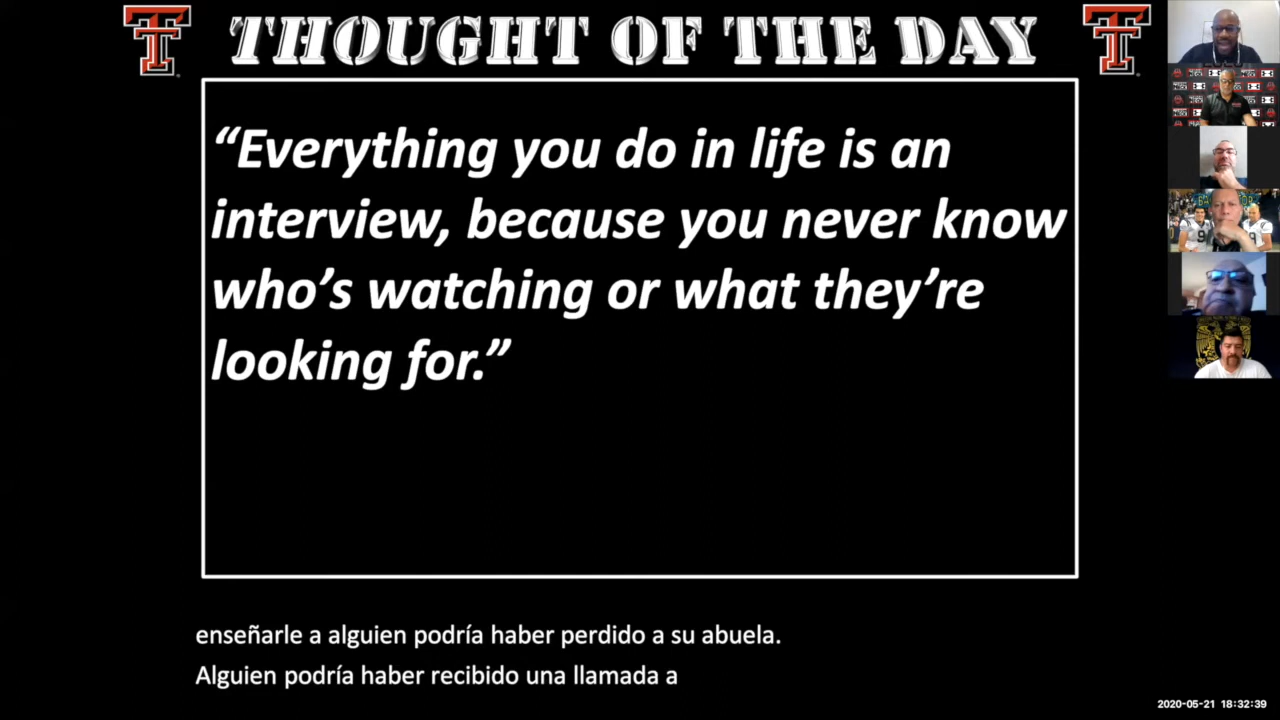 THOUGHT OF THE DAY
“Everything you do in life is an
interview, because you never know
who’s watching or what they’re
looking for.”
enseñarle a alguien podría haber perdido a su abuela.
Alguien podría haber recibido una llamada a
2020-05-21 18:32:39